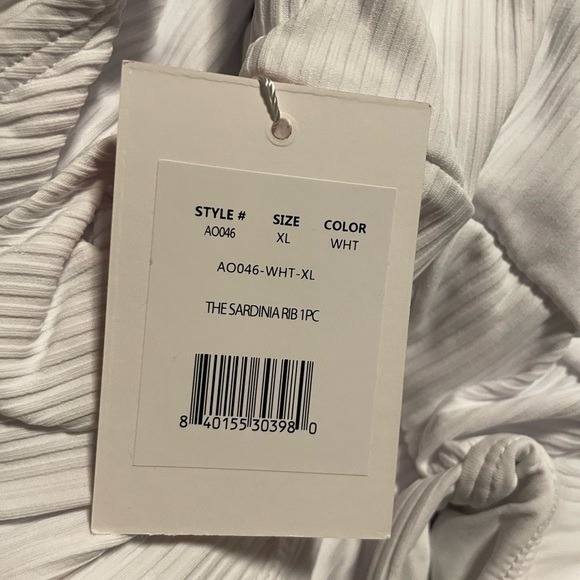 STYLE # SIZE COLOR
AO046 XL WHT
AO046-WHT-XL
THE SARDINIA RIB 1PC
8 40155 30398 0